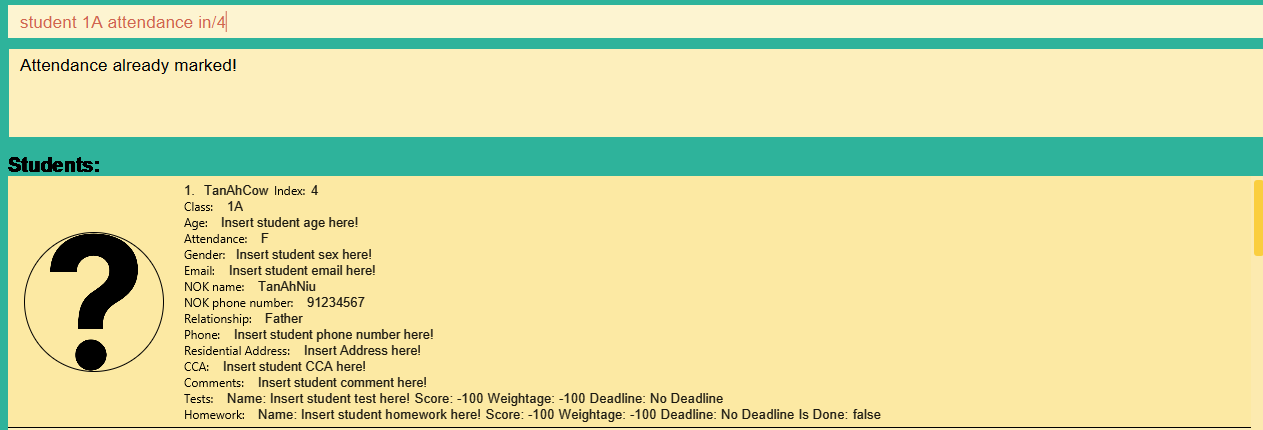 student 1A attendance in/4
Attendance already marked!
Students:
1. TanAhCow Index: 4
Class: 1A
Age: Insert student age here!
Attendance: F
Gender: Insert student sex here!
Email: Insert student email here!
NOK name: TanAhNiu
NOK phone number: 91234567
Relationship: Father
Phone: Insert student phone number here!
Residential Address: Insert Address here!
CCA: Insert student CCA here!
Comments: Insert student comment here!
Tests: Name: Insert student test here! Score: -100 Weightage: -100 Deadline: No Deadline
Homework: Name: Insert student homework here! Score: -100 Weightage: -100 Deadline: No Deadline Is Done: false